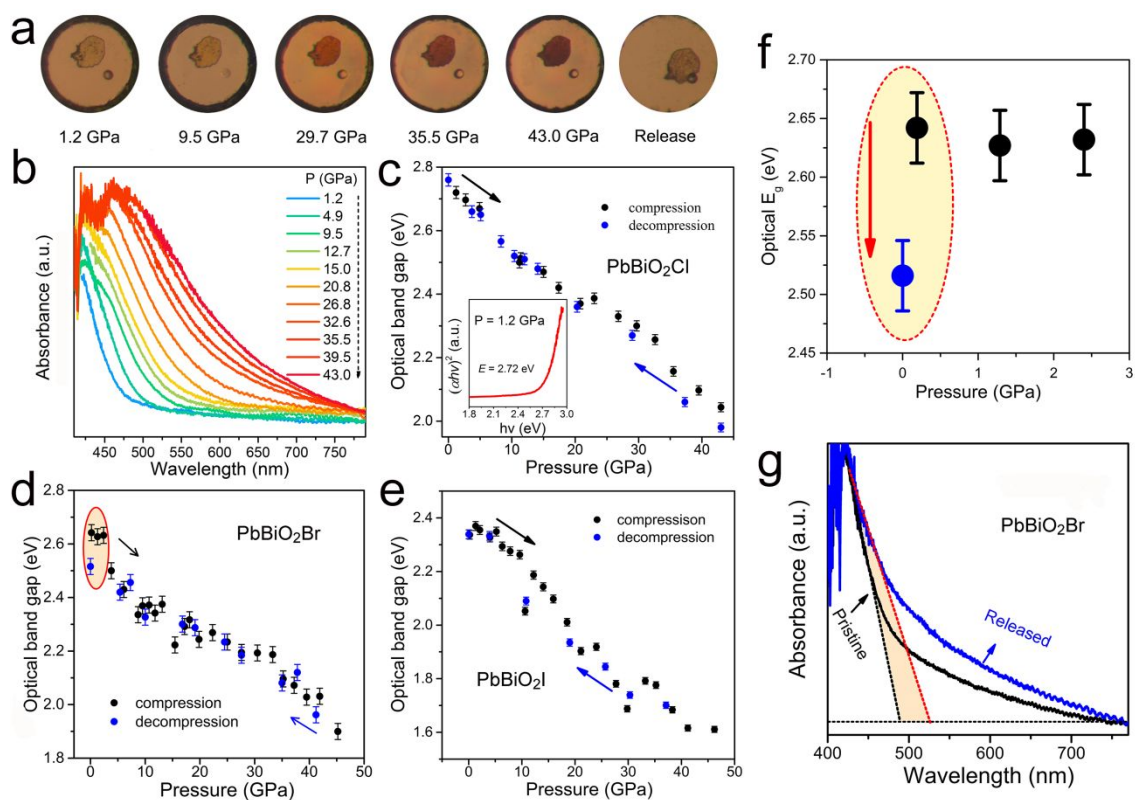 a
1.2 GPa 9.5 GPa 29.7 GPa 35.5 GPa 43.0 GPa Release
b
Absorbance (a.u.)
P (GPa)
1.2
4.9
9.5
12.7
15.0
20.8
26.8
32.6
35.5
39.5
43.0
450 500 550 600 650 700 750
Wavelength (nm)
c
Optical band gap (eV)
2.8
2.6
2.4
2.2
2.0
compression
decompression
PbBiO₂Cl
P = 1.2 GPa
E = 2.72 eV
(αhν)² (a.u.)
1.8 2.1 2.4 2.7 3.0
hν (eV)
0 10 20 30 40
Pressure (GPa)
d
Optical band gap (eV)
2.8
2.6
2.4
2.2
2.0
1.8
PbBiO₂Br
compression
decompression
0 10 20 30 40 50
Pressure (GPa)
e
Optical band gap (eV)
2.4
2.2
2.0
1.8
1.6
compressison
decompression
PbBiO₂I
0 10 20 30 40 50
Pressure (GPa)
f
Optical E_g (eV)
2.70
2.65
2.60
2.55
2.50
2.45
-1 0 1 2 3
Pressure (GPa)
g
Absorbance (a.u.)
PbBiO₂Br
Pristine
Released
400 500 600 700
Wavelength (nm)